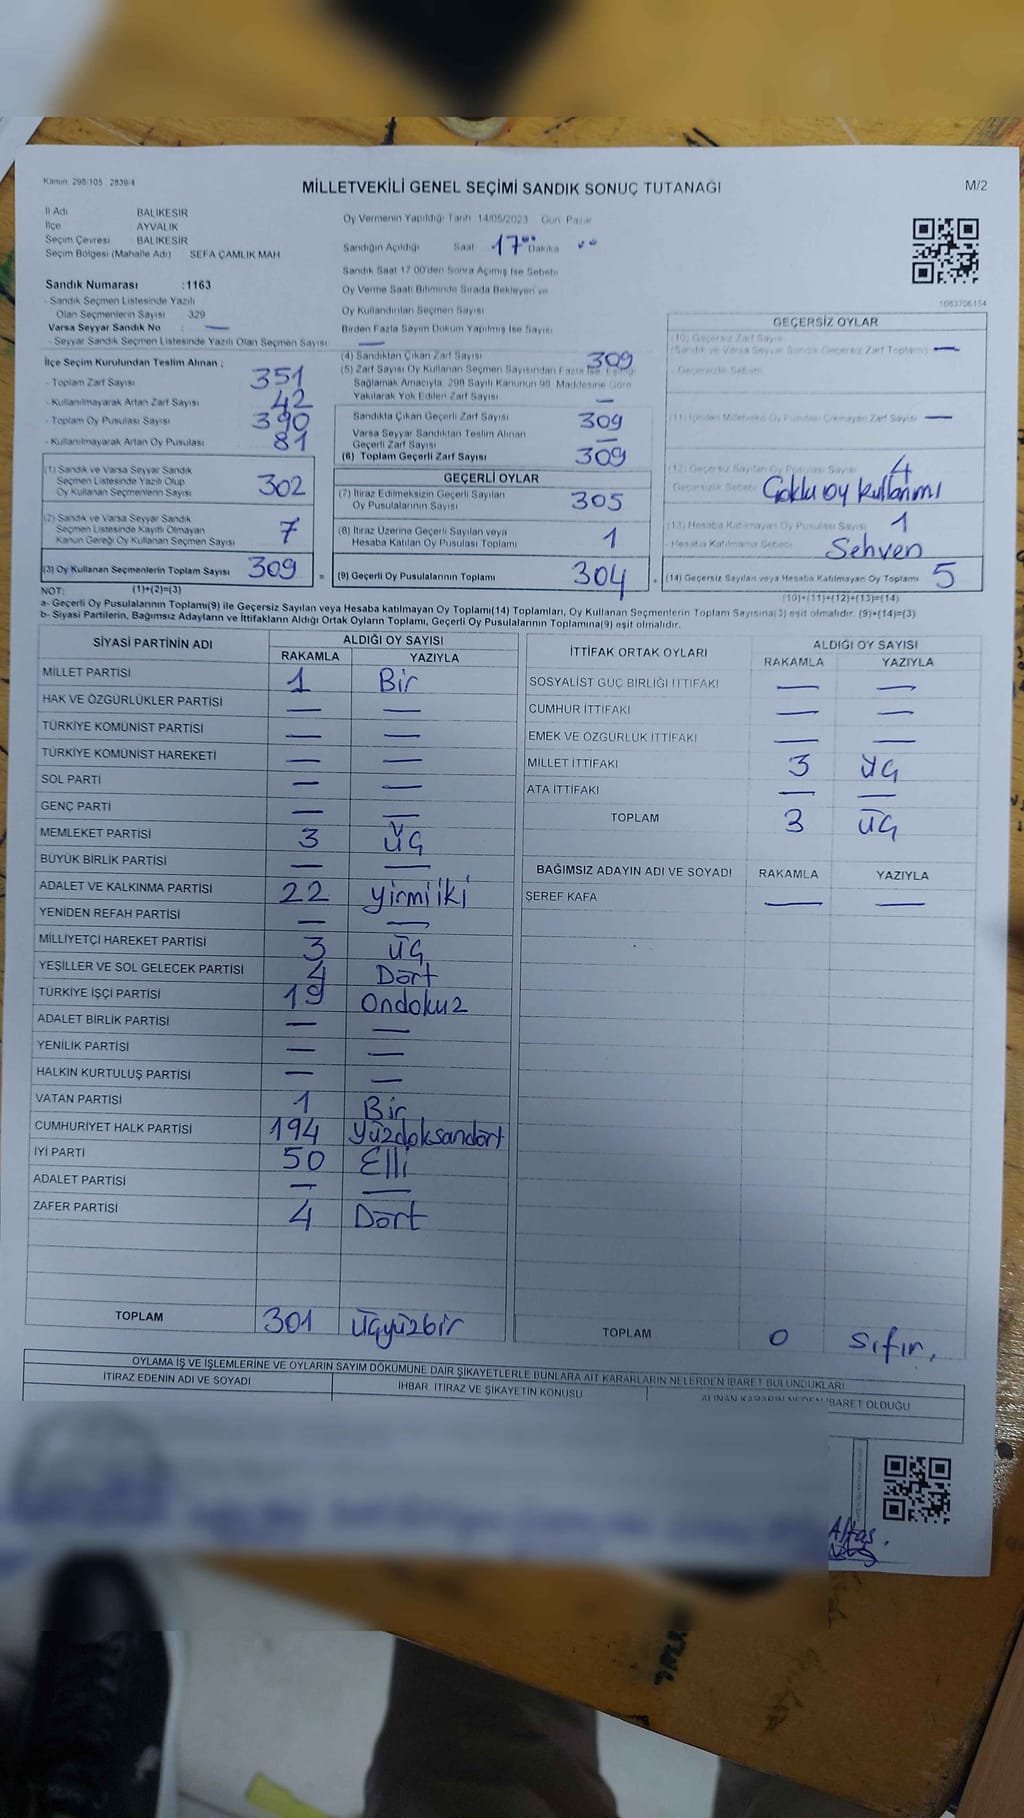 Kanun: 298/105 2839/4
MİLLETVEKİLİ GENEL SEÇİMİ SANDIK SONUÇ TUTANAĞI
M/2
İl Adı BALIKESİR
İlçe AYVALIK
Seçim Çevresi BALIKESİR
Seçim Bölgesi (Mahalle Adı) SEFA ÇAMLIK MAH
Sandık Numarası :1163
- Sandık Seçmen Listesinde Yazılı
Olan Seçmenlerin Sayısı 329
Varsa Seyyar Sandık No : —
- Seyyar Sandık Seçmen Listesinde Yazılı Olan Seçmen Sayısı —
Oy Vermenin Yapıldığı Tarih 14/05/2023 Gün Pazar
Sandığın Açıldığı Saat 17:00 Dakika
Sandık Saat 17:00'den Sonra Açımış İse Sebebi
Oy Verme Saati Bitiminde Sırada Bekleyen ve
Oy Kullandırılan Seçmen Sayısı
Birden Fazla Sayım Döküm Yapılmış İse Sayısı
1083706154
İlçe Seçim Kurulundan Teslim Alınan ;
- Toplam Zarf Sayısı 351
- Kullanılmayarak Artan Zarf Sayısı 42
- Toplam Oy Pusulası Sayısı 390
- Kullanılmayarak Artan Oy Pusulası 81
(1) Sandık ve Varsa Seyyar Sandık
Seçmen Listesinde Yazılı Olup
Oy Kullanan Seçmenlerin Sayısı 302
(2) Sandık ve Varsa Seyyar Sandık
Seçmen Listesinde Kayıtlı Olmayan
Kanun Gereği Oy Kullanan Seçmen Sayısı 7
(3) Oy Kullanan Seçmenlerin Toplam Sayısı 309 =
(4) Sandıktan Çıkan Zarf Sayısı 309
(5) Zarf Sayısı Oy Kullanan Seçmen Sayısından Fazla İse, Eşitliği
Sağlamak Amacıyla, 298 Sayılı Kanunun 98. Maddesine Göre
Yakılarak Yok Edilen Zarf Sayısı —
Sandıkta Çıkan Geçerli Zarf Sayısı 309
Varsa Seyyar Sandıktan Teslim Alınan
Geçerli Zarf Sayısı —
(6) Toplam Geçerli Zarf Sayısı 309
GEÇERLİ OYLAR
(7) İtiraz Edilmeksizin Geçerli Sayılan
Oy Pusulalarının Sayısı 305
(8) İtiraz Üzerine Geçerli Sayılan veya
Hesaba Katılan Oy Pusulası Toplamı 1
(9) Geçerli Oy Pusulalarının Toplamı 304 +
GEÇERSİZ OYLAR
(10) Geçersiz Zarf Sayısı
(Sandık ve Varsa Seyyar Sandık Geçersiz Zarf Toplamı) —
- Geçersizlik Sebebi
(11) İçinden Milletvekili Oy Pusulası Çıkmayan Zarf Sayısı —
(12) Geçersiz Sayılan Oy Pusulası Sayısı 4
- Geçersizlik Sebebi Çoklu oy kullanımı
(13) Hesaba Katılmayan Oy Pusulası Sayısı 1
- Hesaba Katılmama Sebebi Sehven
(14) Geçersiz Sayılan veya Hesaba Katılmayan Oy Toplamı 5
NOT: (1)+(2)=(3)
(10)+(11)+(12)+(13)=(14)
a- Geçerli Oy Pusulalarının Toplamı(9) ile Geçersiz Sayılan veya Hesaba katılmayan Oy Toplamı(14) Toplamları, Oy Kullanan Seçmenlerin Toplam Sayısına(3) eşit olmalıdır. (9)+(14)=(3)
b- Siyasi Partilerin, Bağımsız Adayların ve İttifakların Aldığı Ortak Oyların Toplamı, Geçerli Oy Pusulalarının Toplamına(9) eşit olmalıdır.
SİYASİ PARTİNİN ADI ALDIĞI OY SAYISI
RAKAMLA YAZIYLA
MİLLET PARTİSİ 1 Bir
HAK VE ÖZGÜRLÜKLER PARTİSİ — —
TÜRKİYE KOMÜNİST PARTİSİ — —
TÜRKİYE KOMÜNİST HAREKETİ — —
SOL PARTİ — —
GENÇ PARTİ — —
MEMLEKET PARTİSİ 3 Üç
BÜYÜK BİRLİK PARTİSİ — —
ADALET VE KALKINMA PARTİSİ 22 yirmi iki
YENİDEN REFAH PARTİSİ — —
MİLLİYETÇİ HAREKET PARTİSİ 3 Üç
YEŞİLLER VE SOL GELECEK PARTİSİ 4 Dört
TÜRKİYE İŞÇİ PARTİSİ 19 Ondokuz
ADALET BİRLİK PARTİSİ — —
YENİLİK PARTİSİ — —
HALKIN KURTULUŞ PARTİSİ — —
VATAN PARTİSİ 1 Bir
CUMHURİYET HALK PARTİSİ 194 Yüzdoksandört
İYİ PARTİ 50 Elli
ADALET PARTİSİ — —
ZAFER PARTİSİ 4 Dört
TOPLAM 301 Üçyüzbir
İTTİFAK ORTAK OYLARI ALDIĞI OY SAYISI
RAKAMLA YAZIYLA
SOSYALİST GÜÇ BİRLİĞİ İTTİFAKI — —
CUMHUR İTTİFAKI — —
EMEK VE ÖZGÜRLÜK İTTİFAKI — —
MİLLET İTTİFAKI 3 Üç
ATA İTTİFAKI — —
TOPLAM 3 Üç
BAĞIMSIZ ADAYIN ADI VE SOYADI RAKAMLA YAZIYLA
ŞEREF KAFA — —
TOPLAM 0 Sıfır.
OYLAMA İŞ VE İŞLEMLERİNE VE OYLARIN SAYIM DÖKÜMÜNE DAİR ŞİKAYETLERLE BUNLARA AİT KARARLARIN NELERDEN İBARET BULUNDUKLARI
İTİRAZ EDENİN ADI VE SOYADI İHBAR, İTİRAZ VE ŞİKAYETİN KONUSU ALINAN KARARIN NEDEN İBARET OLDUĞU
Altaş.